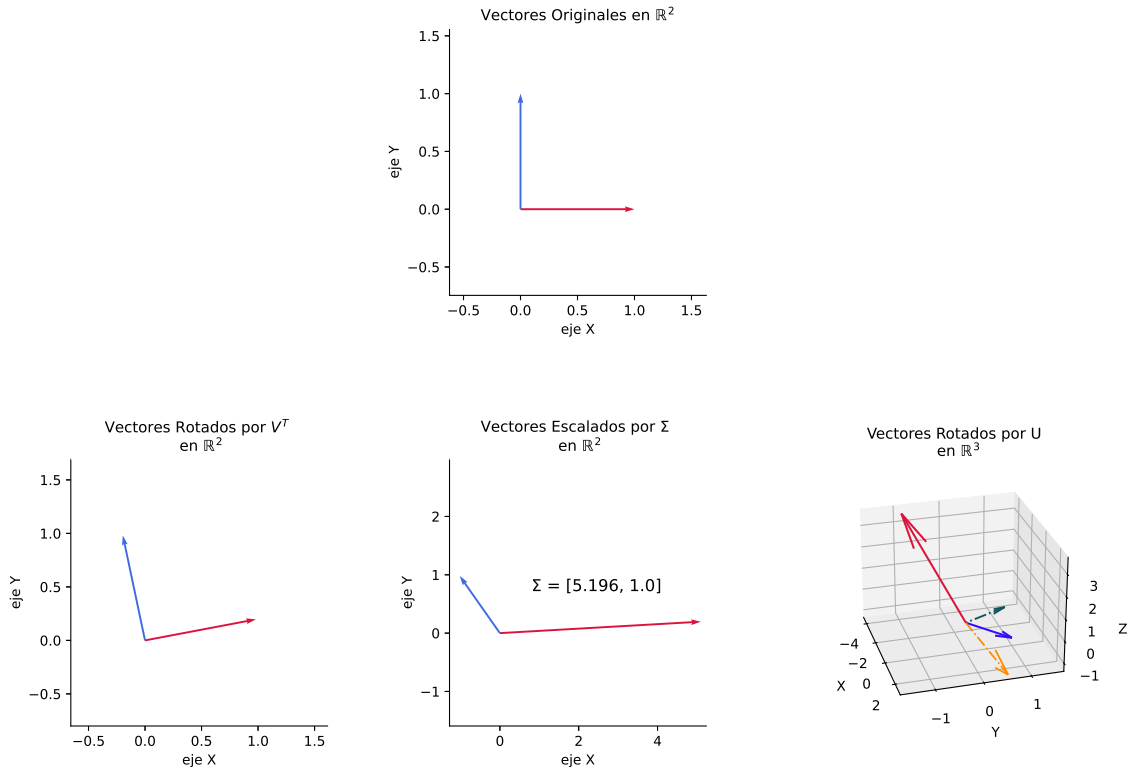 Vectores Originales en ℝ²
1.5
1.0
0.5
0.0
−0.5
eje Y
−0.5 0.0 0.5 1.0 1.5
eje X
Vectores Rotados por Vᵀ
en ℝ²
1.5
1.0
0.5
0.0
−0.5
eje Y
−0.5 0.0 0.5 1.0 1.5
eje X
Vectores Escalados por Σ
en ℝ²
2
1
0
−1
eje Y
Σ = [5.196, 1.0]
0 2 4
eje X
Vectores Rotados por U
en ℝ³
−4
−2
0
2
X
−1 0 1
Y
3
2
1
0
−1
Z